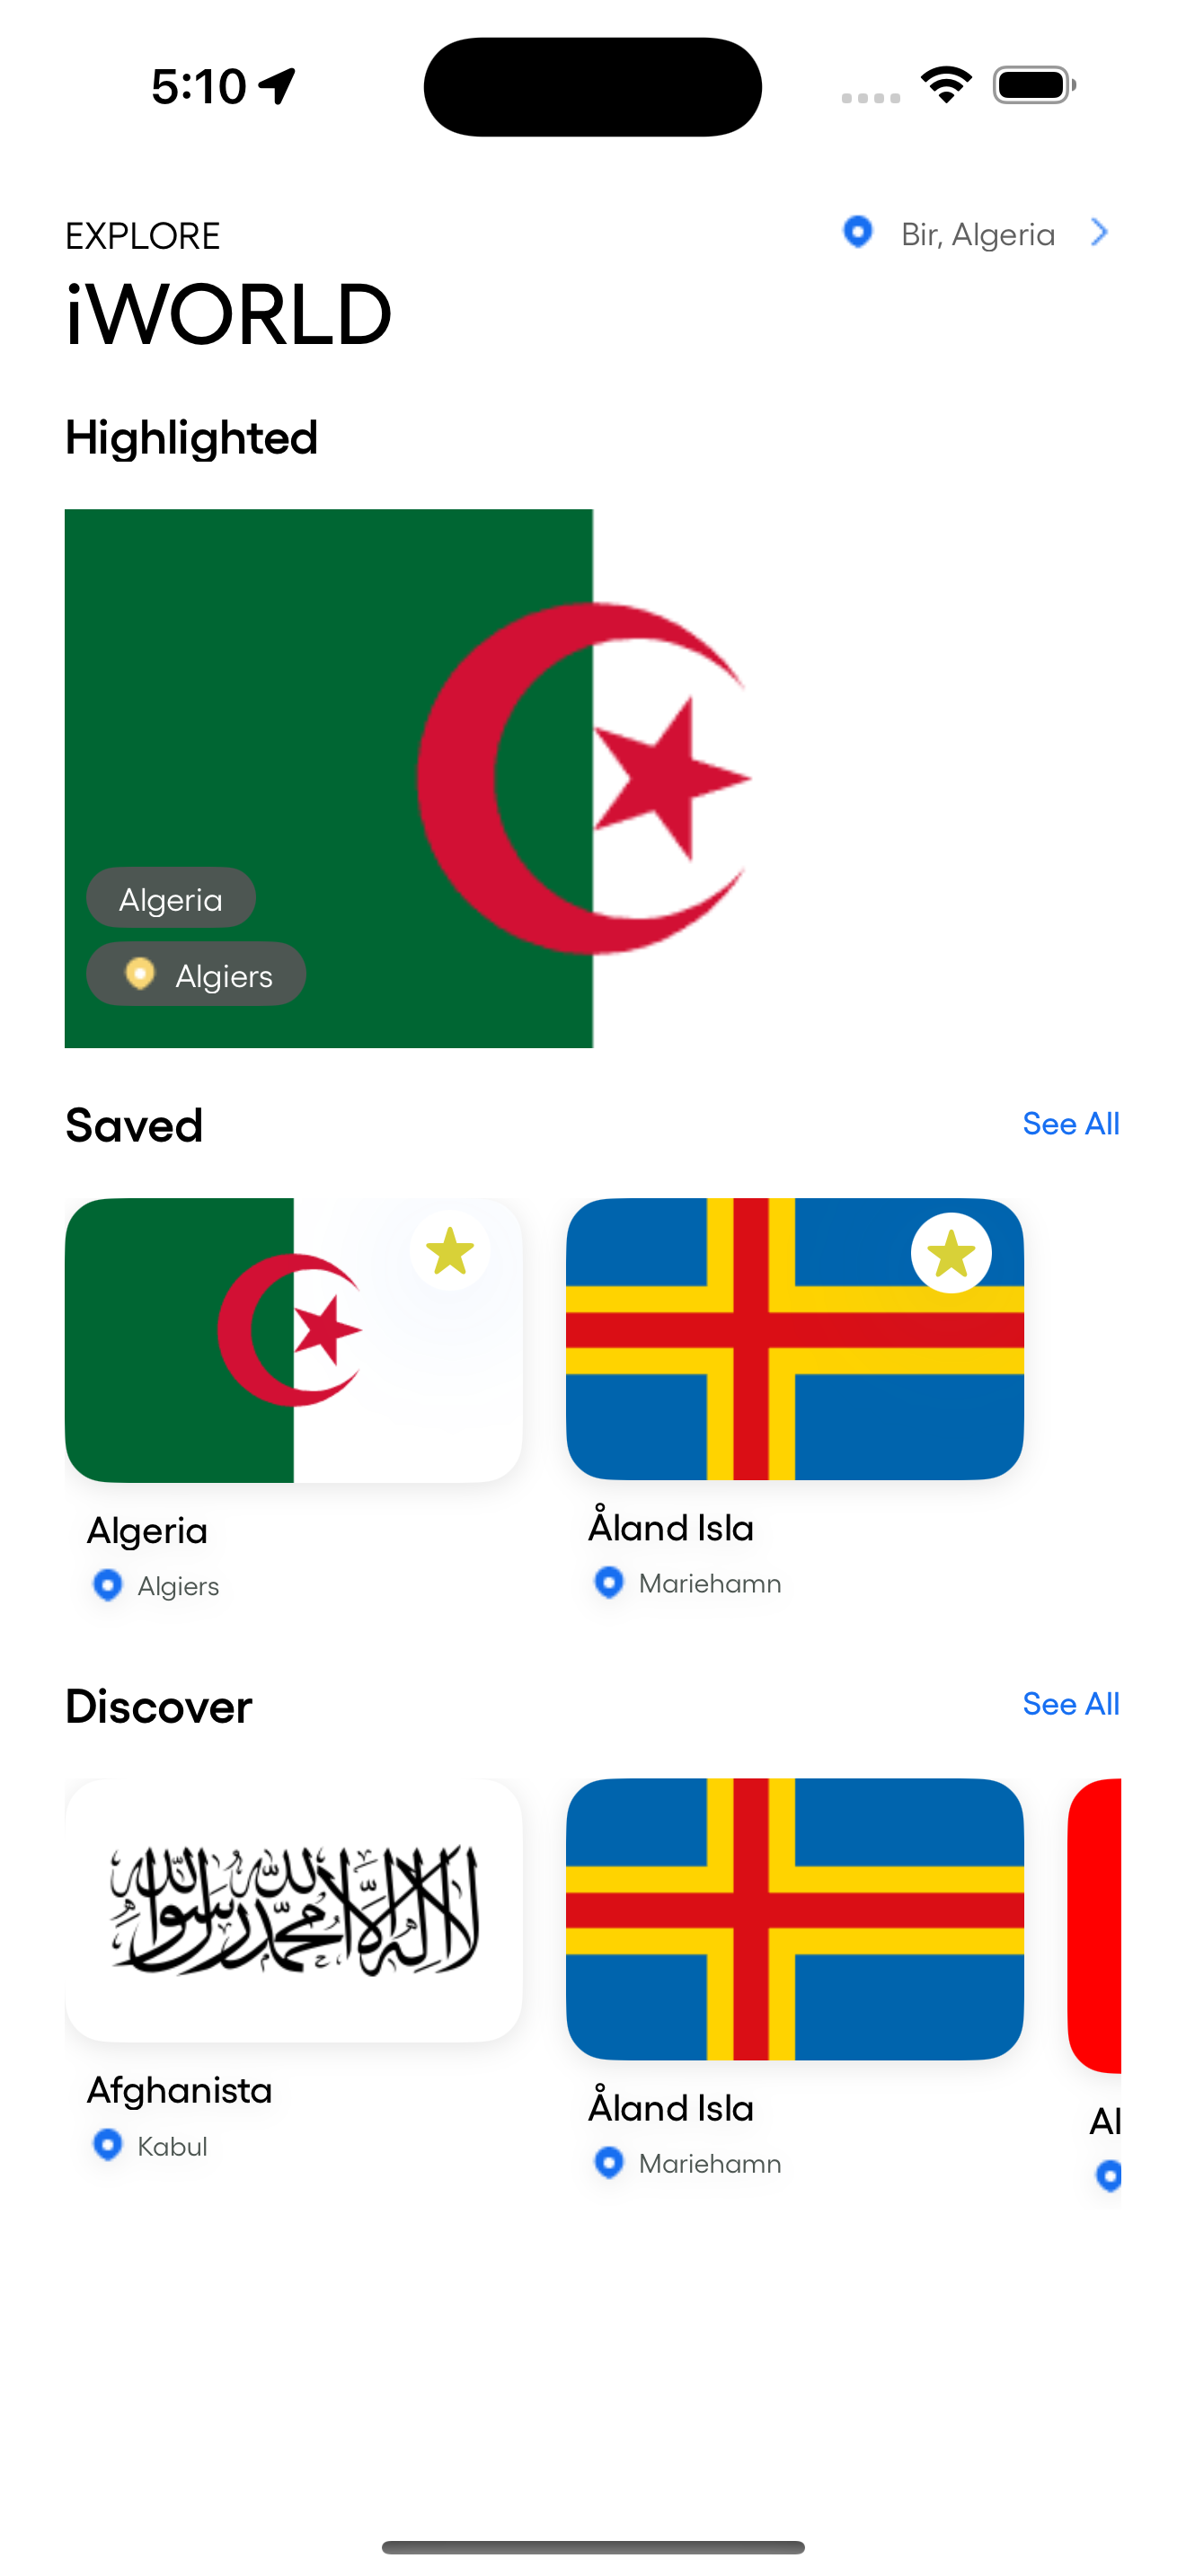 5:10
EXPLORE
Bir, Algeria
iWORLD
Highlighted
Algeria
Algiers
Saved
See All
Algeria
Åland Isla
Algiers
Mariehamn
Discover
See All
لا إله إلا الله محمد رسول الله
Afghanista
Åland Isla
Al
Kabul
Mariehamn